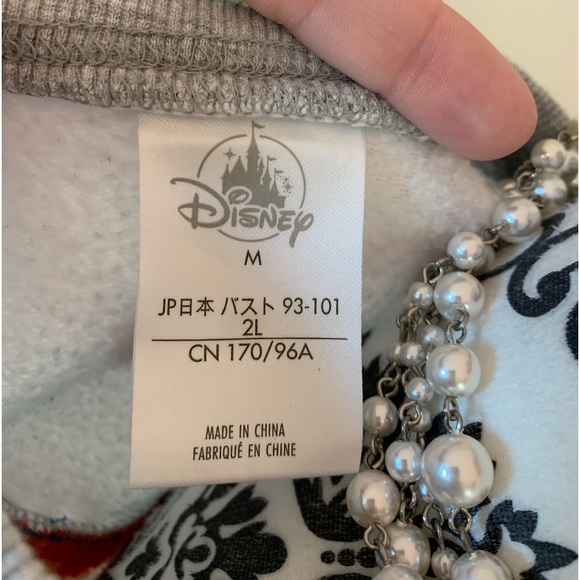 Disney
M
JP日本 バスト 93-101
2L
CN 170/96A
MADE IN CHINA
FABRIQUÉ EN CHINE